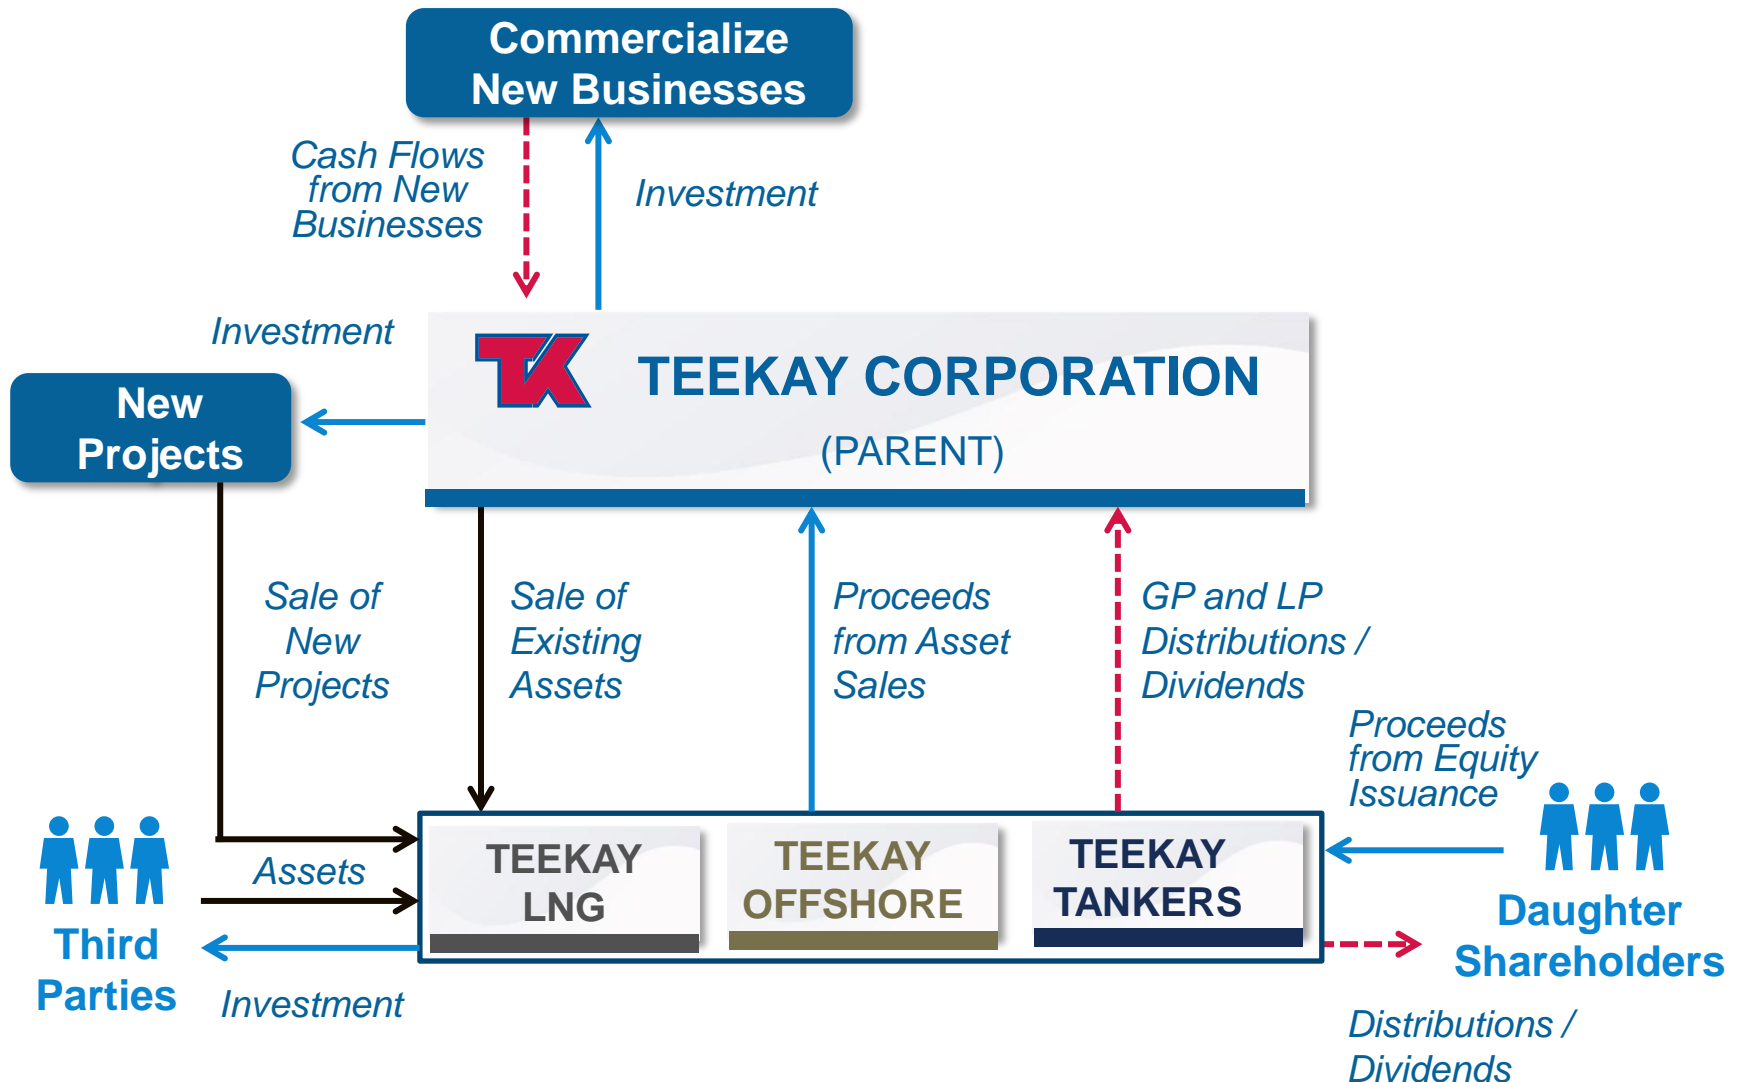 Commercialize
New Businesses
Cash Flows
from New
Businesses
Investment
Investment
TK
TEEKAY CORPORATION
(PARENT)
New
Projects
Sale of
New
Projects
Sale of
Existing
Assets
Proceeds
from Asset
Sales
GP and LP
Distributions /
Dividends
Proceeds
from Equity
Issuance
Assets
TEEKAY
LNG
TEEKAY
OFFSHORE
TEEKAY
TANKERS
Third
Parties
Investment
Daughter
Shareholders
Distributions /
Dividends